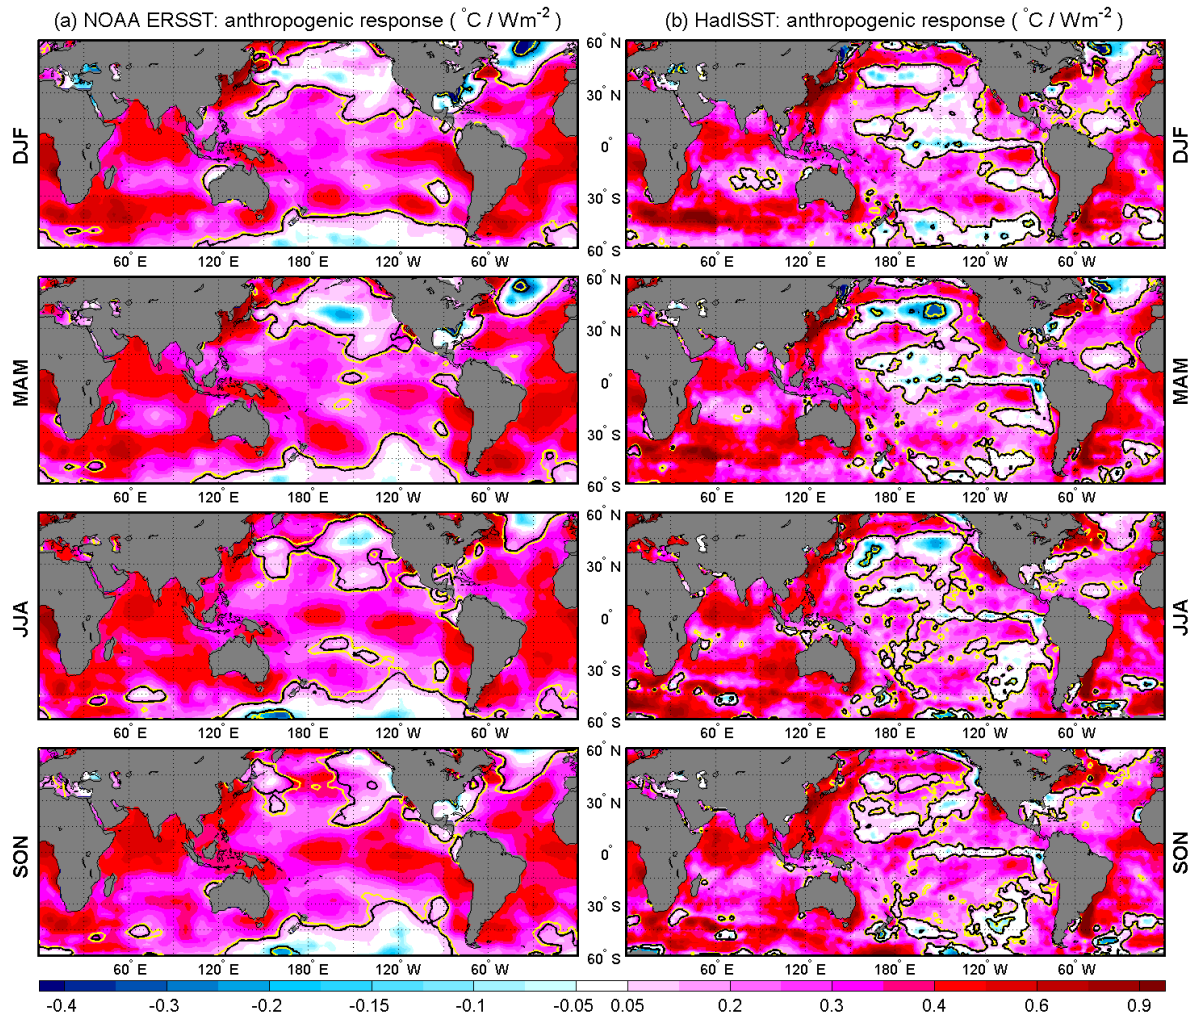 (a) NOAA ERSST: anthropogenic response ( °C / Wm-2 )
(b) HadISST: anthropogenic response ( °C / Wm-2 )
DJF
60° N
30° N
0°
30° S
60° S
DJF
60° E 120° E 180° W 120° W 60° W
60° E 120° E 180° W 120° W 60° W
MAM
60° N
30° N
0°
30° S
60° S
MAM
60° E 120° E 180° W 120° W 60° W
60° E 120° E 180° W 120° W 60° W
JJA
60° N
30° N
0°
30° S
60° S
JJA
60° E 120° E 180° W 120° W 60° W
60° E 120° E 180° W 120° W 60° W
SON
60° N
30° N
0°
30° S
60° S
SON
60° E 120° E 180° W 120° W 60° W
60° E 120° E 180° W 120° W 60° W
-0.4 -0.3 -0.2 -0.15 -0.1 -0.05 0.05 0.2 0.3 0.4 0.6 0.9